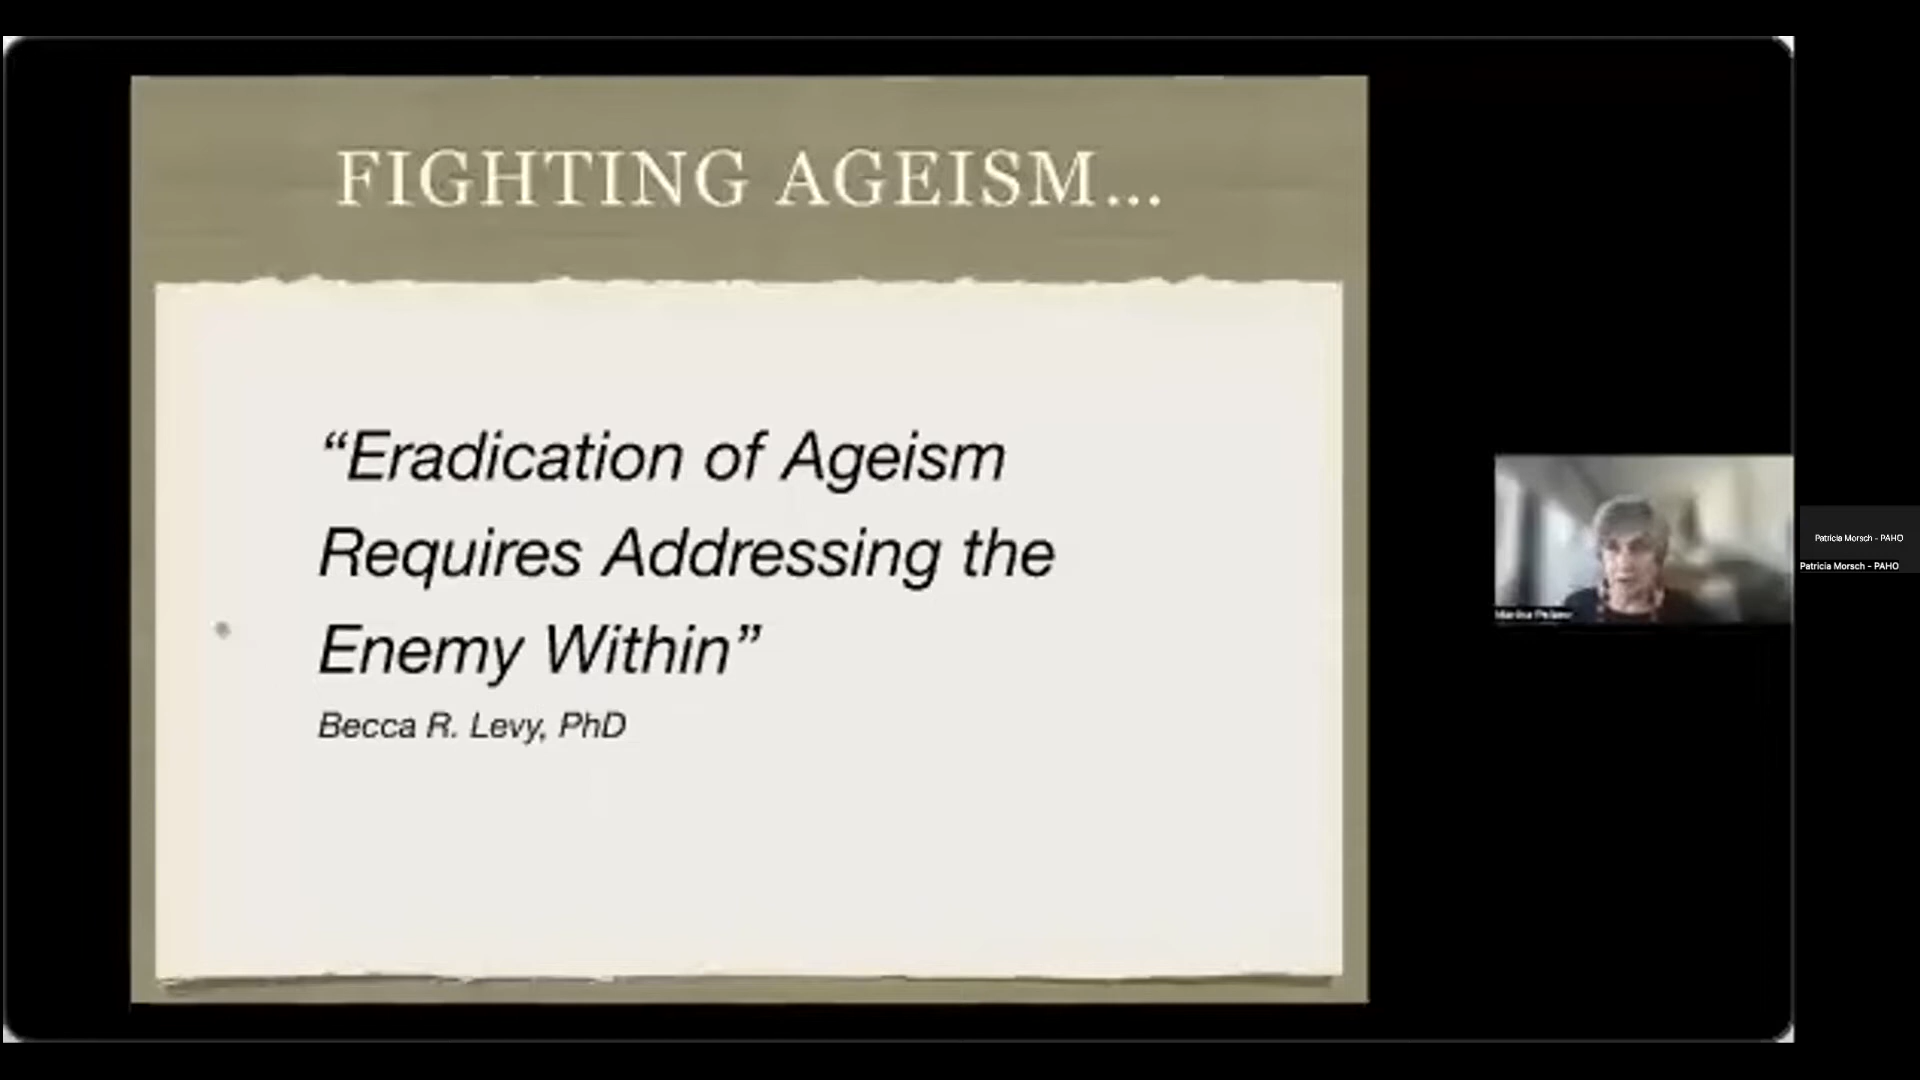 FIGHTING AGEISM...
“Eradication of Ageism
Requires Addressing the
Enemy Within”
Becca R. Levy, PhD
Patricia Morsch - PAHO
Patricia Morsch - PAHO